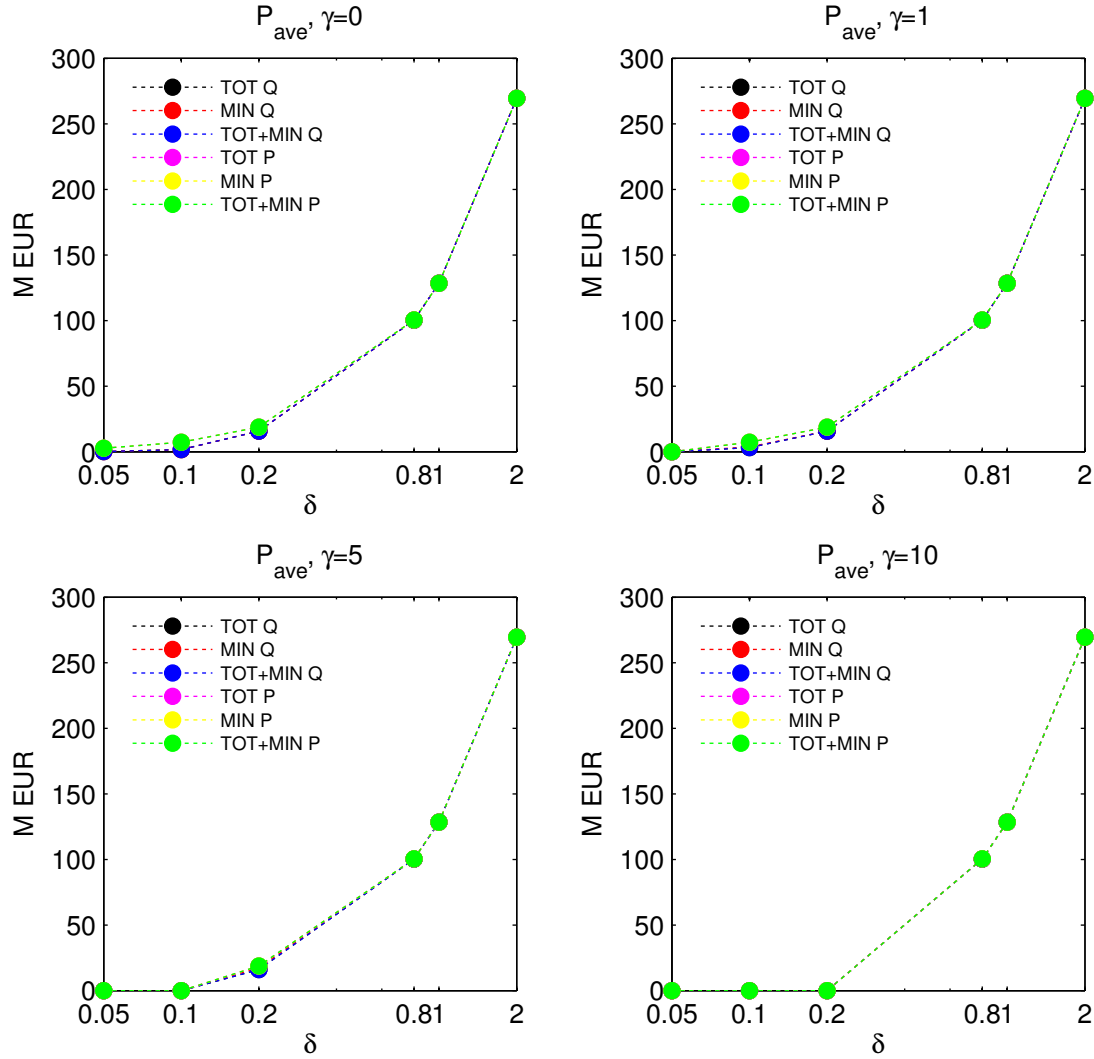 P_ave, γ=0
300
250
200
150
100
50
0
M EUR
TOT Q
MIN Q
TOT+MIN Q
TOT P
MIN P
TOT+MIN P
0.05 0.1 0.2 0.81 2
δ
P_ave, γ=1
300
250
200
150
100
50
0
M EUR
TOT Q
MIN Q
TOT+MIN Q
TOT P
MIN P
TOT+MIN P
0.05 0.1 0.2 0.81 2
δ
P_ave, γ=5
300
250
200
150
100
50
0
M EUR
TOT Q
MIN Q
TOT+MIN Q
TOT P
MIN P
TOT+MIN P
0.05 0.1 0.2 0.81 2
δ
P_ave, γ=10
300
250
200
150
100
50
0
M EUR
TOT Q
MIN Q
TOT+MIN Q
TOT P
MIN P
TOT+MIN P
0.05 0.1 0.2 0.81 2
δ